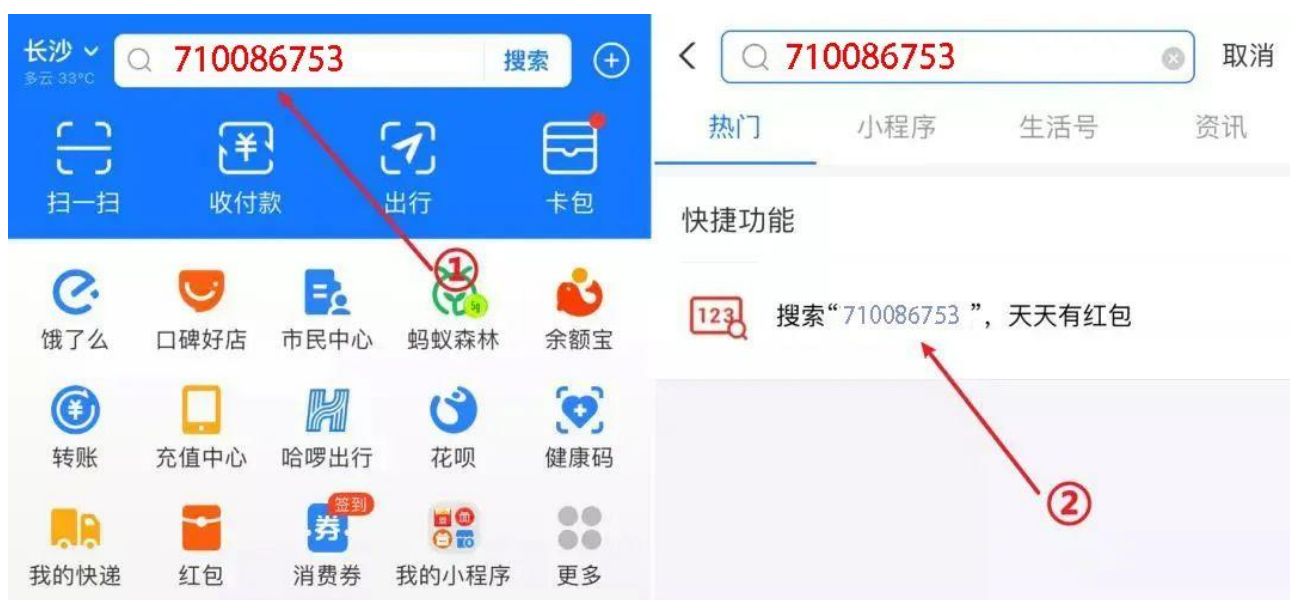 长沙
多云 33°C
710086753
搜索
扫一扫
收付款
出行
卡包
①
5g
饿了么
口碑好店
市民中心
蚂蚁森林
余额宝
转账
充值中心
哈啰出行
花呗
健康码
签到
券
我的快递
红包
消费券
我的小程序
更多
710086753
取消
热门
小程序
生活号
资讯
快捷功能
123
搜索“710086753”，天天有红包
②